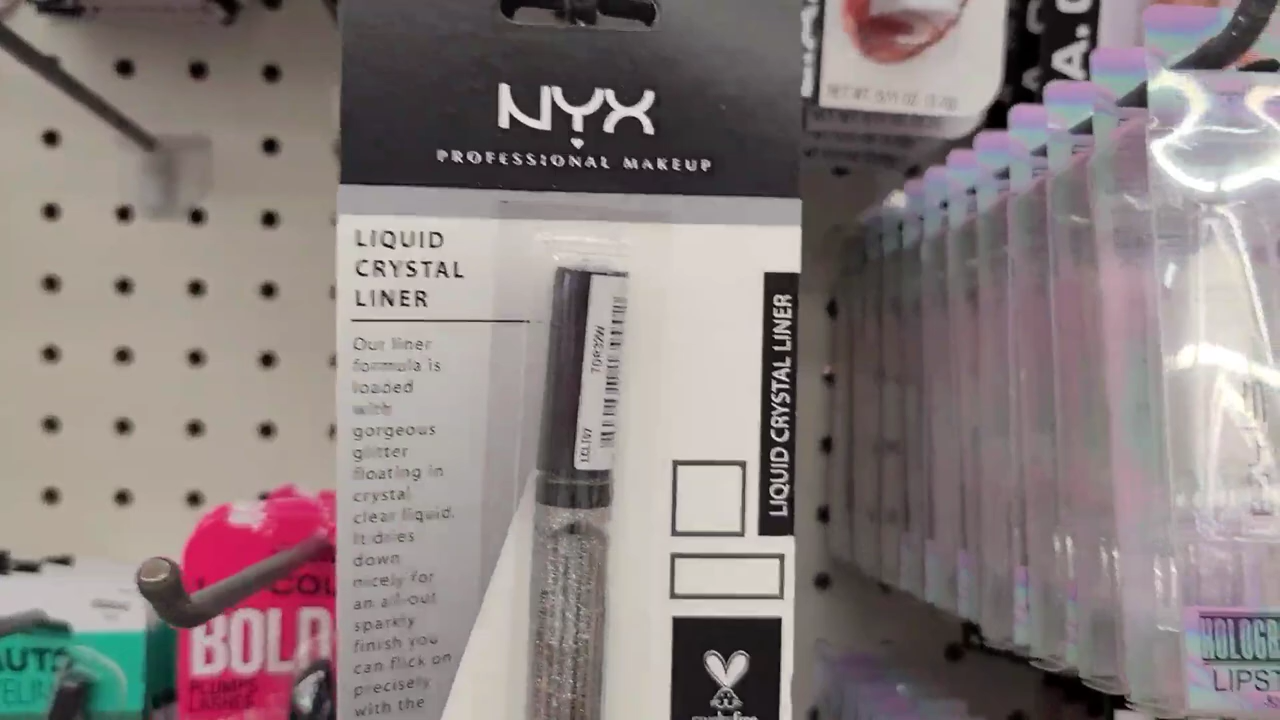 NYX
PROFESSIONAL MAKEUP
LIQUID
CRYSTAL
LINER
Our liner
formula is
loaded
with
gorgeous
glitter
floating in
crystal
clear liquid.
It dries
down
nicely for
an all-out
sparkly
finish you
can flick on
precisely
with the
LIQUID CRYSTAL LINER
BOLD
PLUMPS
LASHES